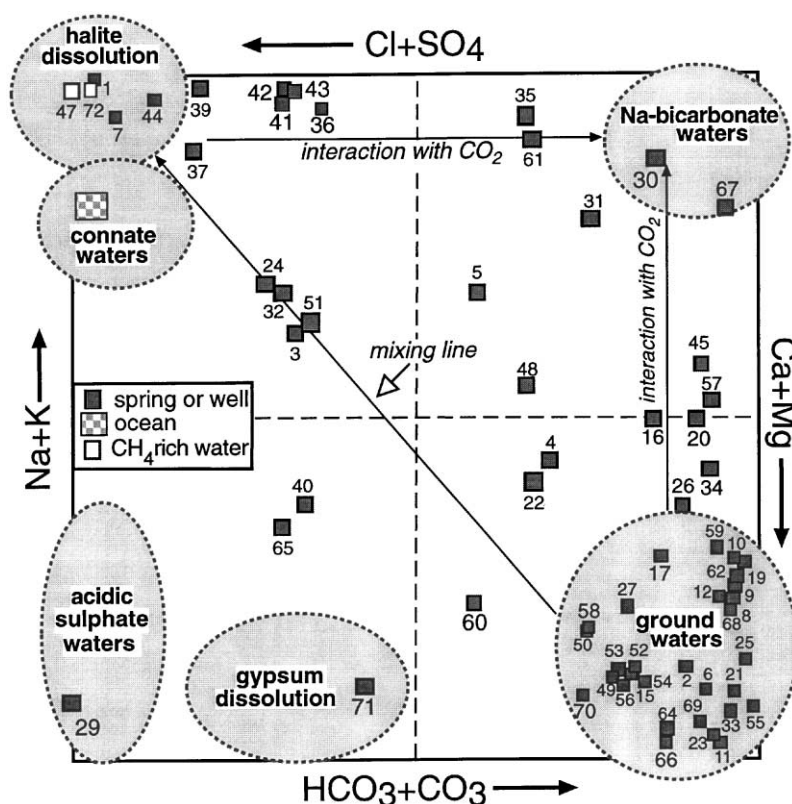 Cl+SO4
halite
dissolution
47 72 1 7 44
39
42 43
41 36
37
35
61
interaction with CO2
Na-bicarbonate
waters
30
67
31
connate
waters
24
32 51
3
5
mixing line
48
interaction with CO2
45
57
16 20
34
26
Na+K
Ca+Mg
spring or well
ocean
CH4 rich water
4
22
40
65
60
acidic
sulphate
waters
29
gypsum
dissolution
71
59 10
17
62 19
12 9
8
68
27
58
50
ground
waters
25
53 52
2 6 21
49 56 15 54
70
69 33 55
64
66 23 11
HCO3+CO3